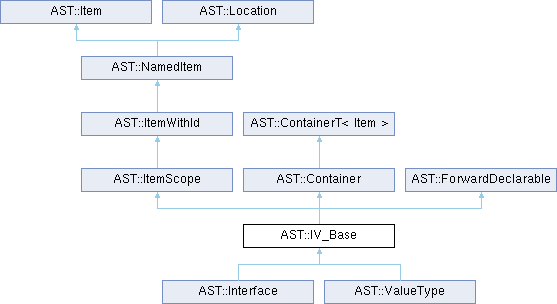 AST::Item
AST::Location
AST::NamedItem
AST::ItemWithId
AST::ContainerT< Item >
AST::ItemScope
AST::Container
AST::ForwardDeclarable
AST::IV_Base
AST::Interface
AST::ValueType